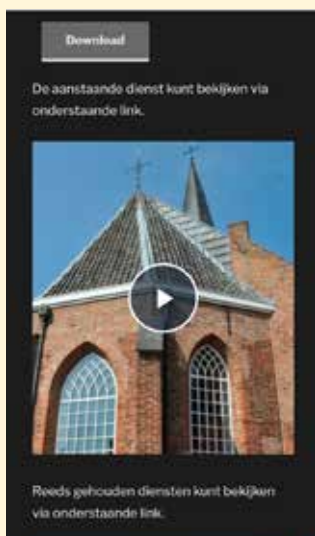 Download
De aanstaande dienst kunt bekijken via
onderstaande link.
Reeds gehouden diensten kunt bekijken
via onderstaande link.